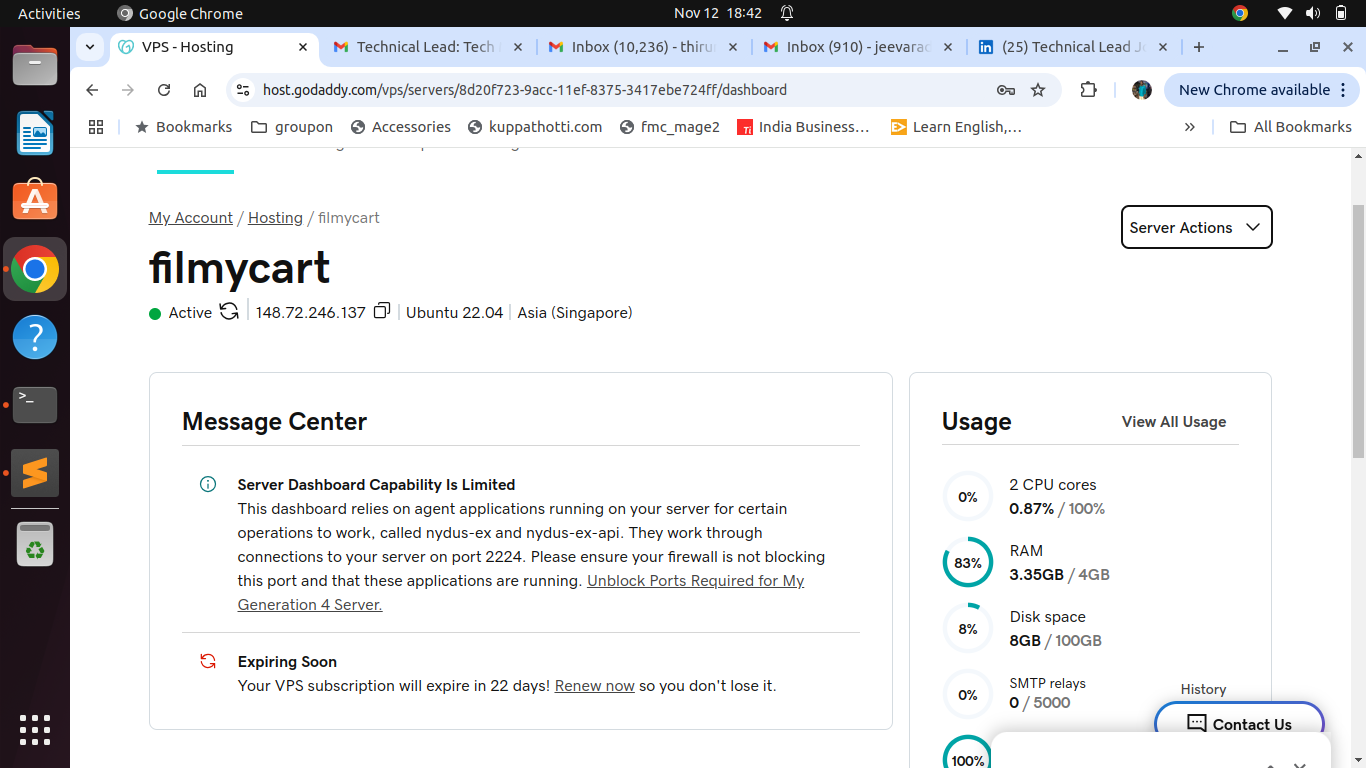 Activities
Google Chrome
Nov 12 18:42
VPS - Hosting
Technical Lead: Tech
Inbox (10,236) - thiru
Inbox (910) - jeevarad
(25) Technical Lead Jo
host.godaddy.com/vps/servers/8d20f723-9acc-11ef-8375-3417ebe724ff/dashboard
New Chrome available
Bookmarks
groupon
Accessories
kuppathotti.com
fmc_mage2
India Business...
Learn English,...
All Bookmarks
My Account / Hosting / filmycart
Server Actions
filmycart
Active
148.72.246.137
Ubuntu 22.04
Asia (Singapore)
Message Center
Server Dashboard Capability Is Limited
This dashboard relies on agent applications running on your server for certain
operations to work, called nydus-ex and nydus-ex-api. They work through
connections to your server on port 2224. Please ensure your firewall is not blocking
this port and that these applications are running. Unblock Ports Required for My
Generation 4 Server.
Expiring Soon
Your VPS subscription will expire in 22 days! Renew now so you don't lose it.
Usage
View All Usage
0%
2 CPU cores
0.87% / 100%
83%
RAM
3.35GB / 4GB
8%
Disk space
8GB / 100GB
0%
SMTP relays
0 / 5000
History
Contact Us
100%